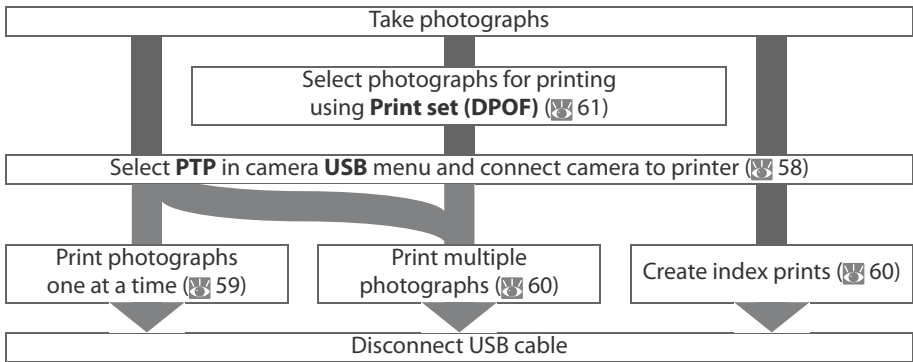 Take photographs
Select photographs for printing
using Print set (DPOF) ( 61)
Select PTP in camera USB menu and connect camera to printer ( 58)
Print photographs
one at a time ( 59)
Print multiple
photographs ( 60)
Create index prints ( 60)
Disconnect USB cable